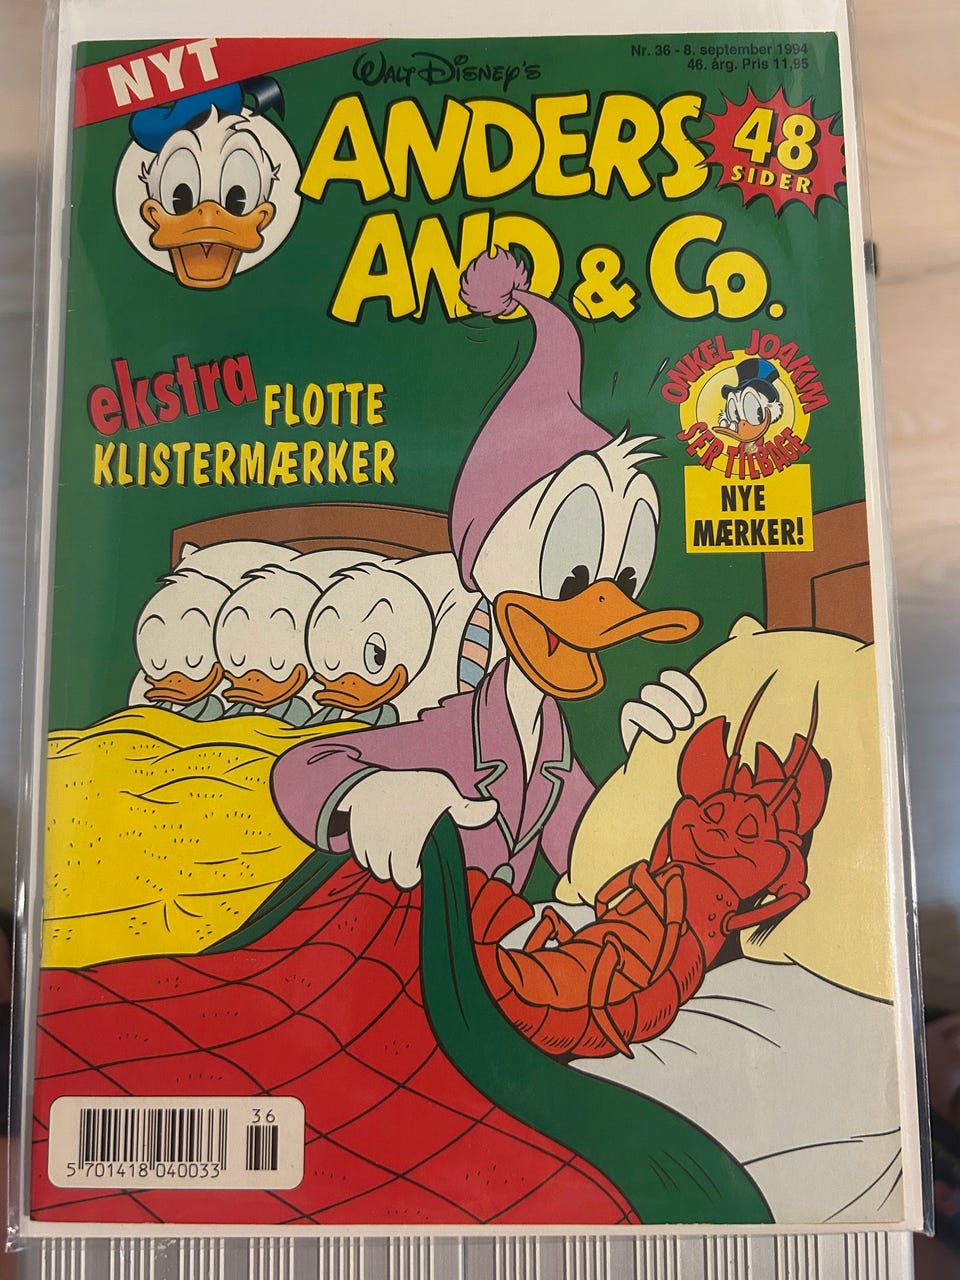 NYT
WALT DISNEY'S
Nr. 36 - 8. september 1994
46. årg. Pris 11,95
ANDERS
AND & Co.
48
SIDER
ekstra FLOTTE
KLISTERMÆRKER
ONKEL JOAKIM
SER TILBAGE
NYE
MÆRKER!
36
5 701418 040033